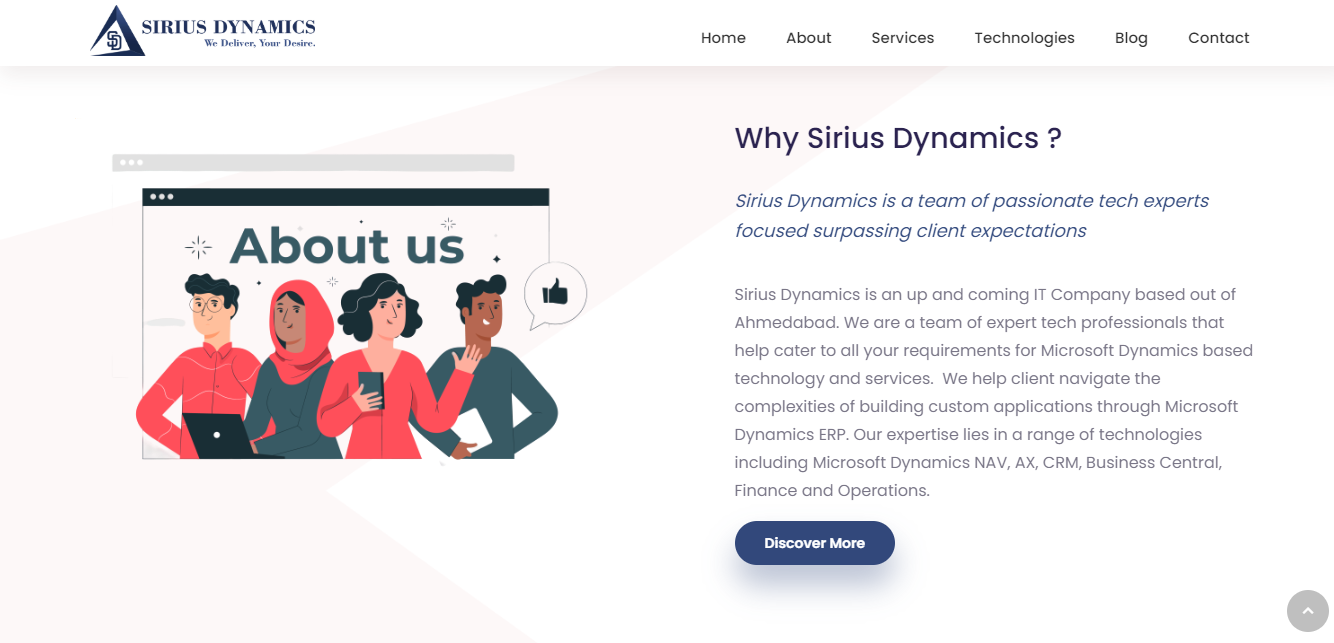 SIRIUS DYNAMICS
We Deliver, Your Desire.
SD
Home About Services Technologies Blog Contact
About us
Why Sirius Dynamics ?
Sirius Dynamics is a team of passionate tech experts
focused surpassing client expectations
Sirius Dynamics is an up and coming IT Company based out of
Ahmedabad. We are a team of expert tech professionals that
help cater to all your requirements for Microsoft Dynamics based
technology and services.  We help client navigate the
complexities of building custom applications through Microsoft
Dynamics ERP. Our expertise lies in a range of technologies
including Microsoft Dynamics NAV, AX, CRM, Business Central,
Finance and Operations.
Discover More